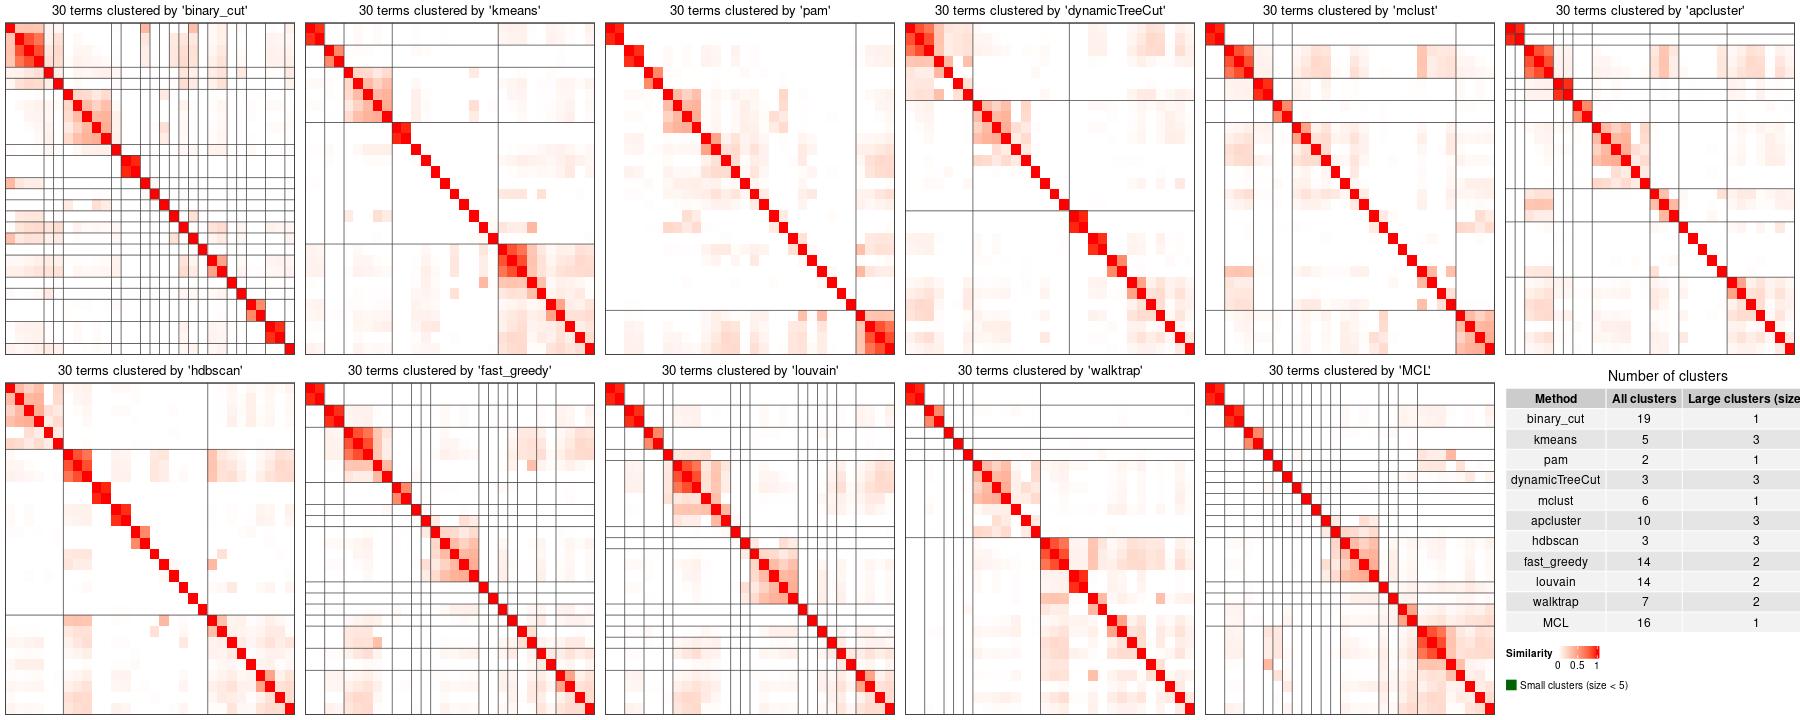 30 terms clustered by 'binary_cut'
30 terms clustered by 'kmeans'
30 terms clustered by 'pam'
30 terms clustered by 'dynamicTreeCut'
30 terms clustered by 'mclust'
30 terms clustered by 'apcluster'
30 terms clustered by 'hdbscan'
30 terms clustered by 'fast_greedy'
30 terms clustered by 'louvain'
30 terms clustered by 'walktrap'
30 terms clustered by 'MCL'
Number of clusters
Method All clusters Large clusters (size
binary_cut 19 1
kmeans 5 3
pam 2 1
dynamicTreeCut 3 3
mclust 6 1
apcluster 10 3
hdbscan 3 3
fast_greedy 14 2
louvain 14 2
walktrap 7 2
MCL 16 1
Similarity
0 0.5 1
Small clusters (size < 5)